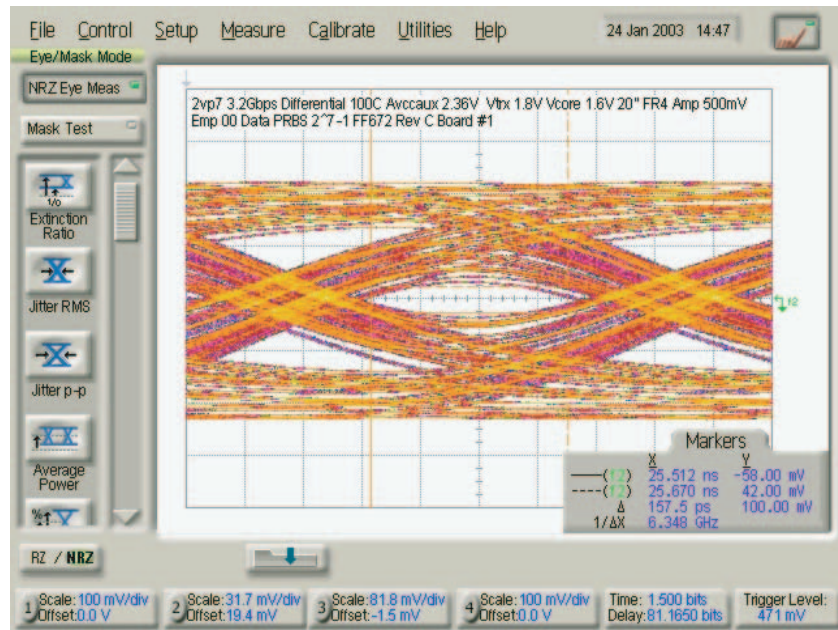 File Control Setup Measure Calibrate Utilities Help 24 Jan 2003 14:47
Eye/Mask Mode
NRZ Eye Meas
Mask Test
2vp7 3.2Gbps Differential 100C Avccaux 2.36V Vtrx 1.8V Vcore 1.6V 20" FR4 Amp 500mV
Emp 00 Data PRBS 2^7-1 FF672 Rev C Board #1
1/0
Extinction
Ratio
Jitter RMS
Jitter p-p
Average
Power
%
RZ / NRZ
f2
Markers
X Y
(f2) 25.512 ns -58.00 mV
(f2) 25.670 ns 42.00 mV
Δ 157.5 ps 100.00 mV
1/ΔX 6.348 GHz
1 Scale:100 mV/div
Offset:0.0 V
2 Scale:31.7 mV/div
Offset:19.4 mV
3 Scale:81.8 mV/div
Offset:-1.5 mV
4 Scale:100 mV/div
Offset:0.0 V
Time: 1.500 bits
Delay:81.1650 bits
Trigger Level:
471 mV